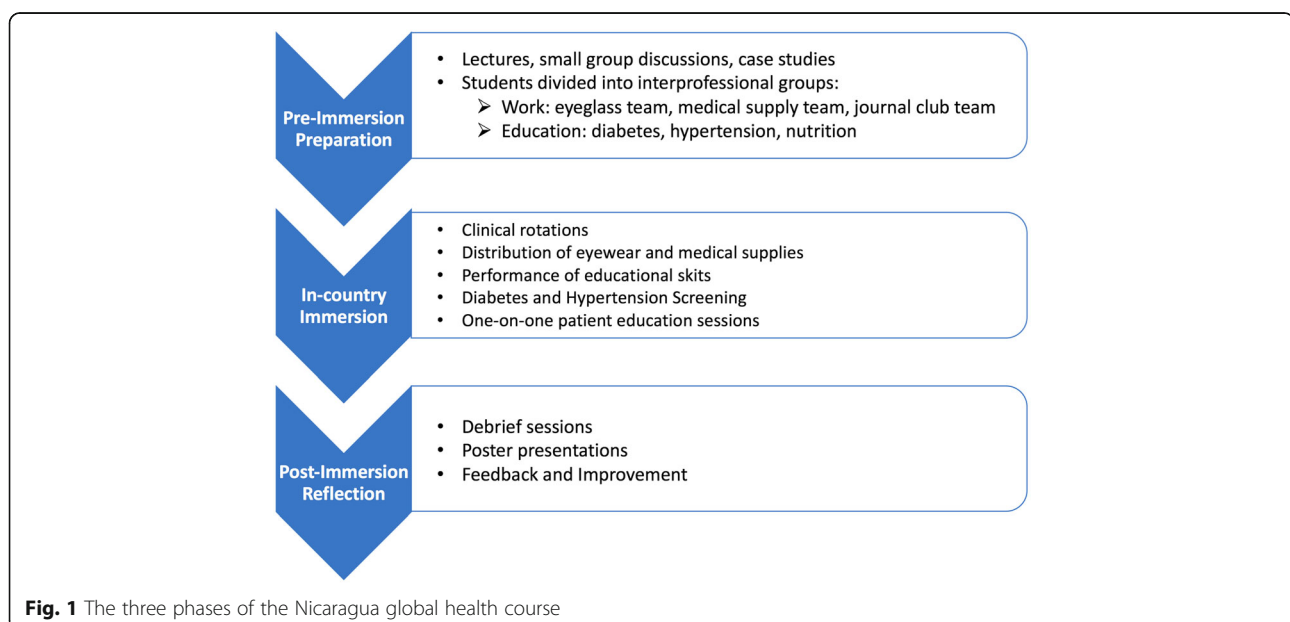 Pre-Immersion
Preparation
• Lectures, small group discussions, case studies
• Students divided into interprofessional groups:
➢ Work: eyeglass team, medical supply team, journal club team
➢ Education: diabetes, hypertension, nutrition
In-country
Immersion
• Clinical rotations
• Distribution of eyewear and medical supplies
• Performance of educational skits
• Diabetes and Hypertension Screening
• One-on-one patient education sessions
Post-Immersion
Reflection
• Debrief sessions
• Poster presentations
• Feedback and Improvement
Fig. 1 The three phases of the Nicaragua global health course